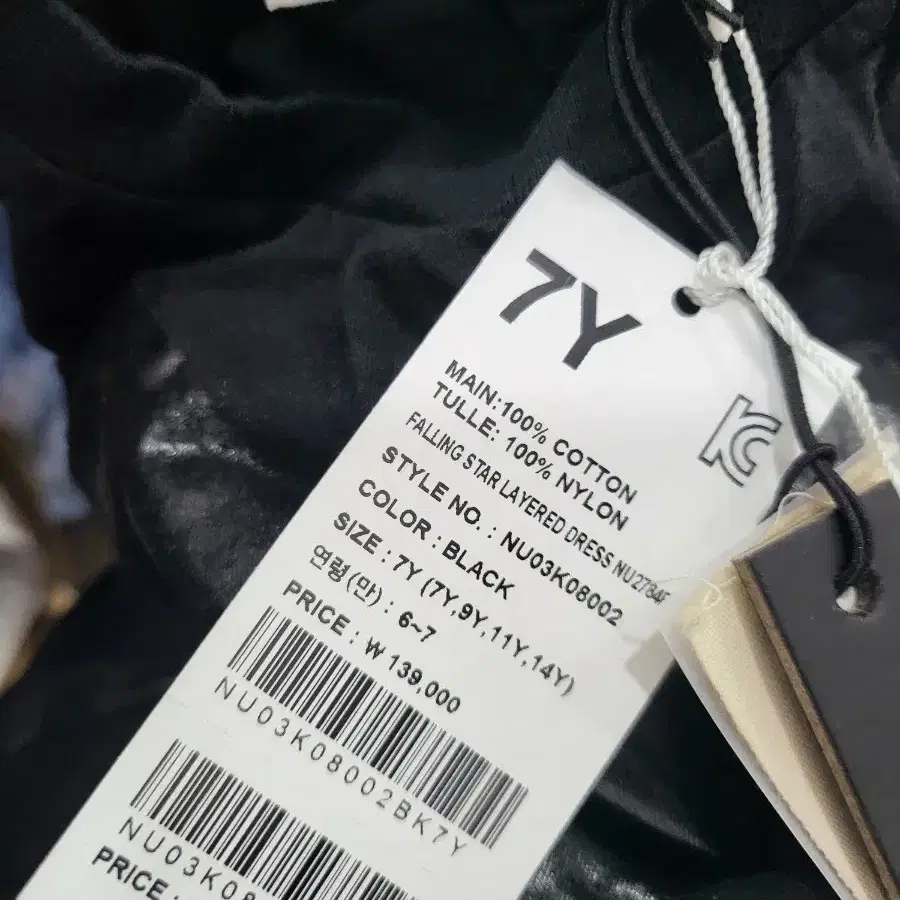 7Y
MAIN:100% COTTON
TULLE: 100% NYLON
FALLING STAR LAYERED DRESS NU2784F
STYLE NO. : NU03K08002
COLOR : BLACK
SIZE : 7Y (7Y,9Y,11Y,14Y)
연령(만) : 6~7
PRICE : ₩ 139,000
NU03K08002BK7Y
NU03K08
PRICE
KC